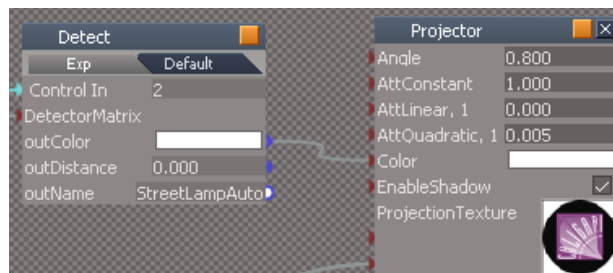 Detect
Exp Default
Control In 2
DetectorMatrix
outColor
outDistance 0.000
outName StreetLampAuto
Projector
Angle 0.800
AttConstant 1.000
AttLinear, 1 0.000
AttQuadratic, 1 0.005
Color
EnableShadow
ProjectionTexture
CALIGARI